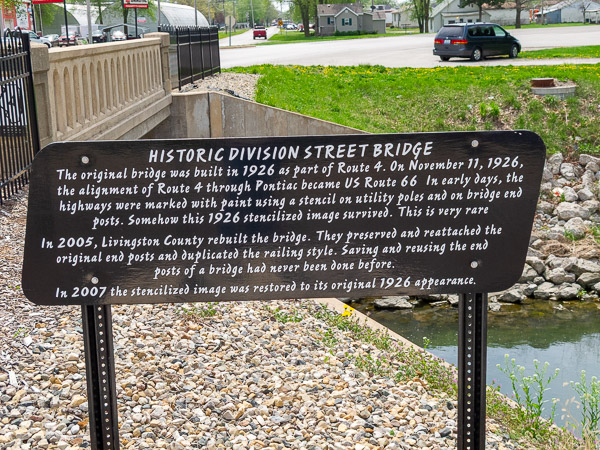 HISTORIC DIVISION STREET BRIDGE
The original bridge was built in 1926 as part of Route 4. On November 11, 1926,
the alignment of Route 4 through Pontiac became US Route 66 In early days, the
highways were marked with paint using a stencil on utility poles and on bridge end
posts. Somehow this 1926 stencilized image survived. This is very rare
In 2005, Livingston County rebuilt the bridge. They preserved and reattached the
original end posts and duplicated the railing style. Saving and reusing the end
posts of a bridge had never been done before.
In 2007 the stencilized image was restored to its original 1926 appearance.